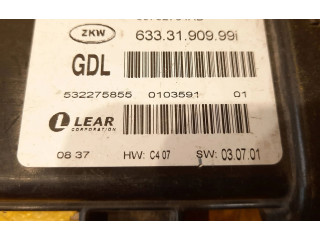 ZKW 633.31.909.99i
GDL
532275855 0103591 01
LEAR
CORPORATION
08 37 HW: C4 07 SW: 03.07.01